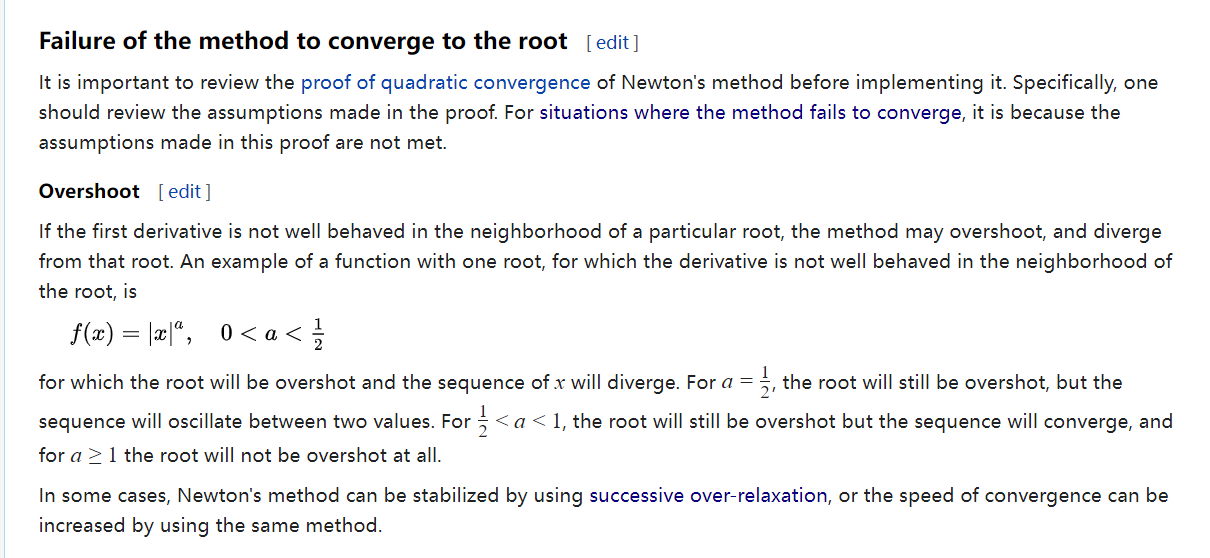 Failure of the method to converge to the root [ edit ]
It is important to review the proof of quadratic convergence of Newton's method before implementing it. Specifically, one
should review the assumptions made in the proof. For situations where the method fails to converge, it is because the
assumptions made in this proof are not met.
Overshoot [ edit ]
If the first derivative is not well behaved in the neighborhood of a particular root, the method may overshoot, and diverge
from that root. An example of a function with one root, for which the derivative is not well behaved in the neighborhood of
the root, is
f(x) = |x|ᵃ, 0 < a < 1/2
for which the root will be overshot and the sequence of x will diverge. For a = 1/2, the root will still be overshot, but the
sequence will oscillate between two values. For 1/2 < a < 1, the root will still be overshot but the sequence will converge, and
for a ≥ 1 the root will not be overshot at all.
In some cases, Newton's method can be stabilized by using successive over-relaxation, or the speed of convergence can be
increased by using the same method.